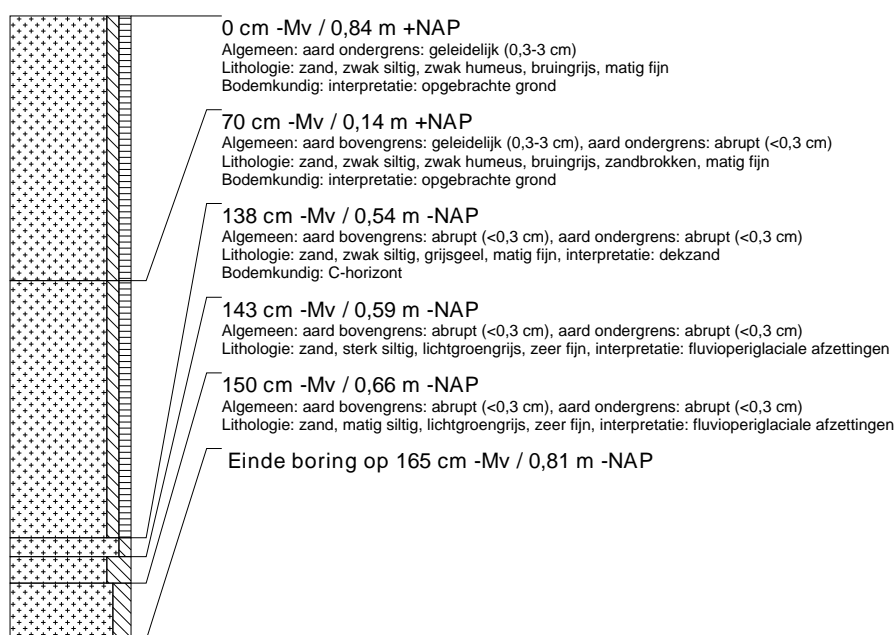 0 cm -Mv / 0,84 m +NAP
Algemeen: aard ondergrens: geleidelijk (0,3-3 cm)
Lithologie: zand, zwak siltig, zwak humeus, bruingrijs, matig fijn
Bodemkundig: interpretatie: opgebrachte grond
70 cm -Mv / 0,14 m +NAP
Algemeen: aard bovengrens: geleidelijk (0,3-3 cm), aard ondergrens: abrupt (<0,3 cm)
Lithologie: zand, zwak siltig, zwak humeus, bruingrijs, zandbrokken, matig fijn
Bodemkundig: interpretatie: opgebrachte grond
138 cm -Mv / 0,54 m -NAP
Algemeen: aard bovengrens: abrupt (<0,3 cm), aard ondergrens: abrupt (<0,3 cm)
Lithologie: zand, zwak siltig, grijsgeel, matig fijn, interpretatie: dekzand
Bodemkundig: C-horizont
143 cm -Mv / 0,59 m -NAP
Algemeen: aard bovengrens: abrupt (<0,3 cm), aard ondergrens: abrupt (<0,3 cm)
Lithologie: zand, sterk siltig, lichtgroengrijs, zeer fijn, interpretatie: fluvioperiglaciale afzettingen
150 cm -Mv / 0,66 m -NAP
Algemeen: aard bovengrens: abrupt (<0,3 cm), aard ondergrens: abrupt (<0,3 cm)
Lithologie: zand, matig siltig, lichtgroengrijs, zeer fijn, interpretatie: fluvioperiglaciale afzettingen
Einde boring op 165 cm -Mv / 0,81 m -NAP